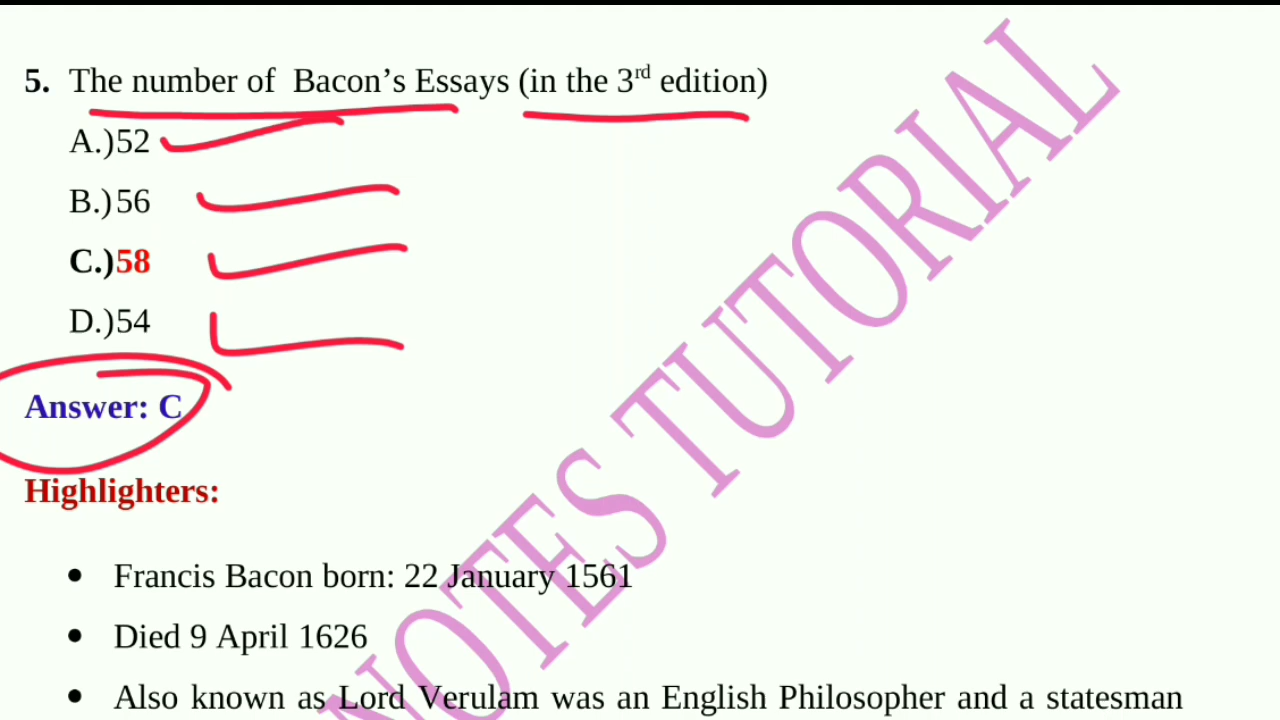 5. The number of Bacon's Essays (in the 3rd edition)
A.)52
B.)56
C.)58
D.)54
Answer: C
Highlighters:
• Francis Bacon born: 22 January 1561
• Died 9 April 1626
• Also known as Lord Verulam was an English Philosopher and a statesman
NOTES TUTORIAL